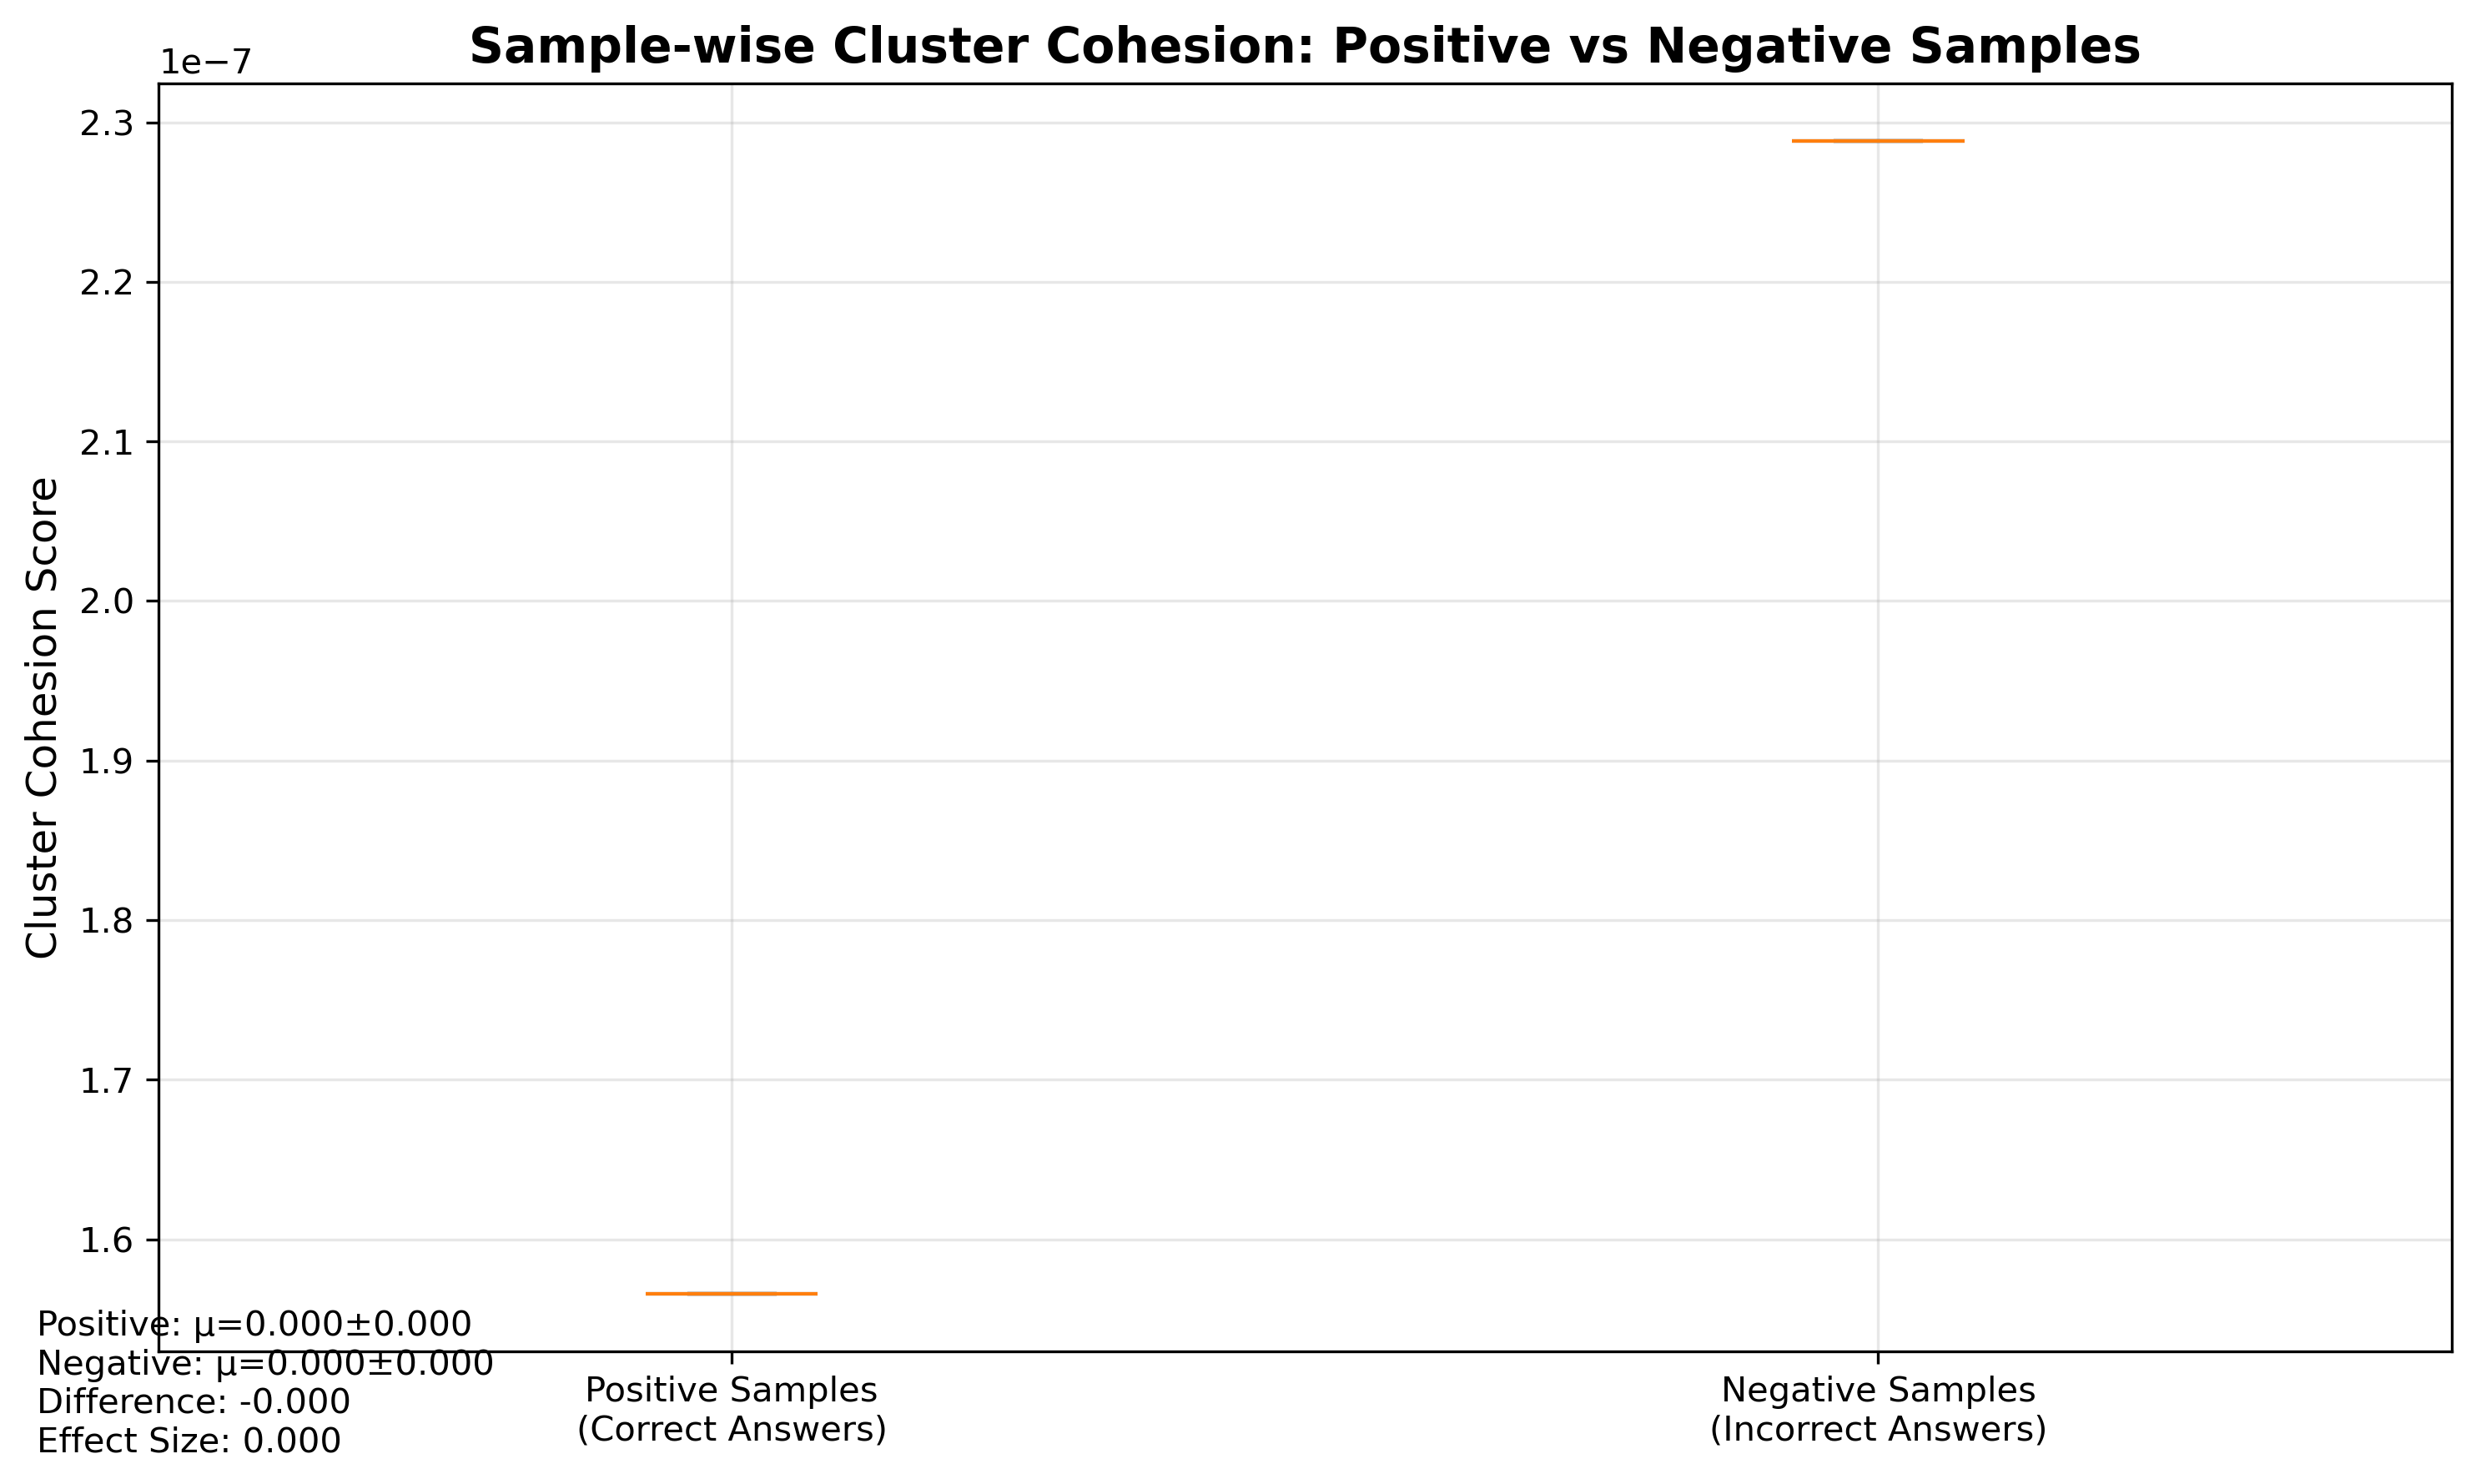 Sample-wise Cluster Cohesion: Positive vs Negative Samples
1e−7
2.3
2.2
2.1
2.0
1.9
1.8
1.7
1.6
Cluster Cohesion Score
Positive: μ=0.000±0.000
Negative: μ=0.000±0.000
Difference: -0.000
Effect Size: 0.000
Positive Samples
(Correct Answers)
Negative Samples
(Incorrect Answers)